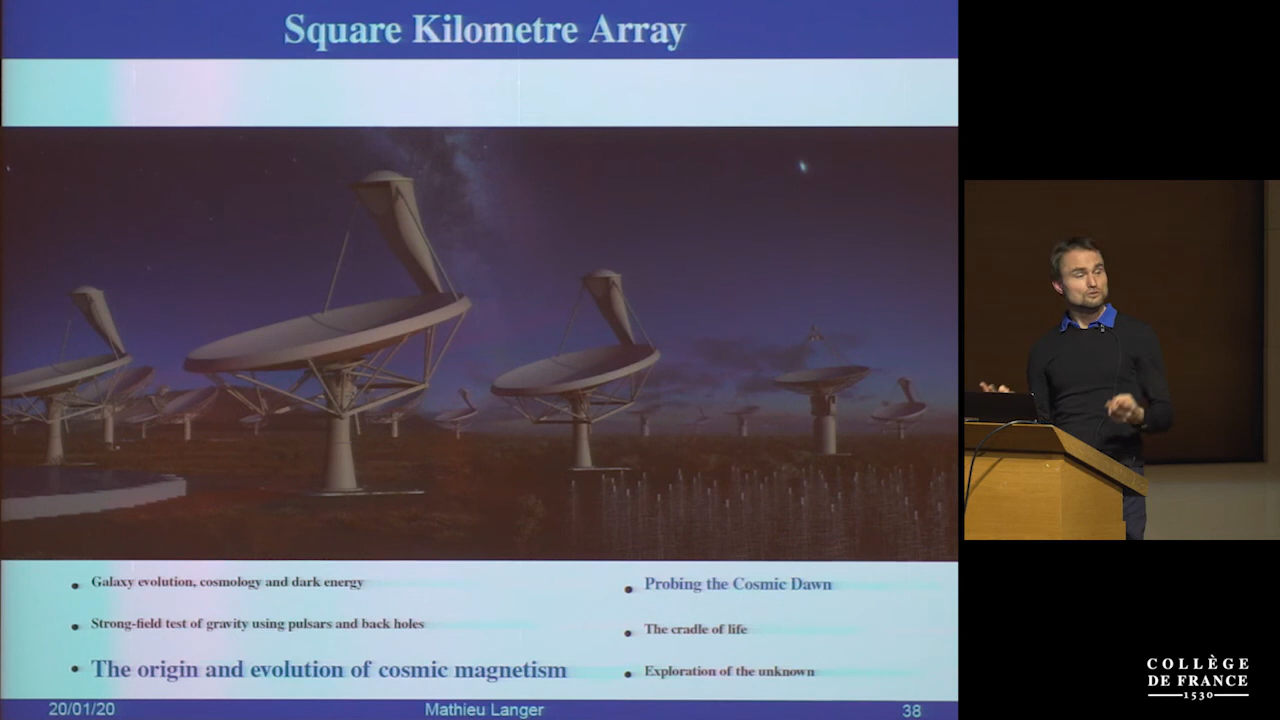 Square Kilometre Array
Galaxy evolution, cosmology and dark energy
Strong-field test of gravity using pulsars and back holes
The origin and evolution of cosmic magnetism
Probing the Cosmic Dawn
The cradle of life
Exploration of the unknown
20/01/20
Mathieu Langer
38
COLLÈGE
DE FRANCE
1530